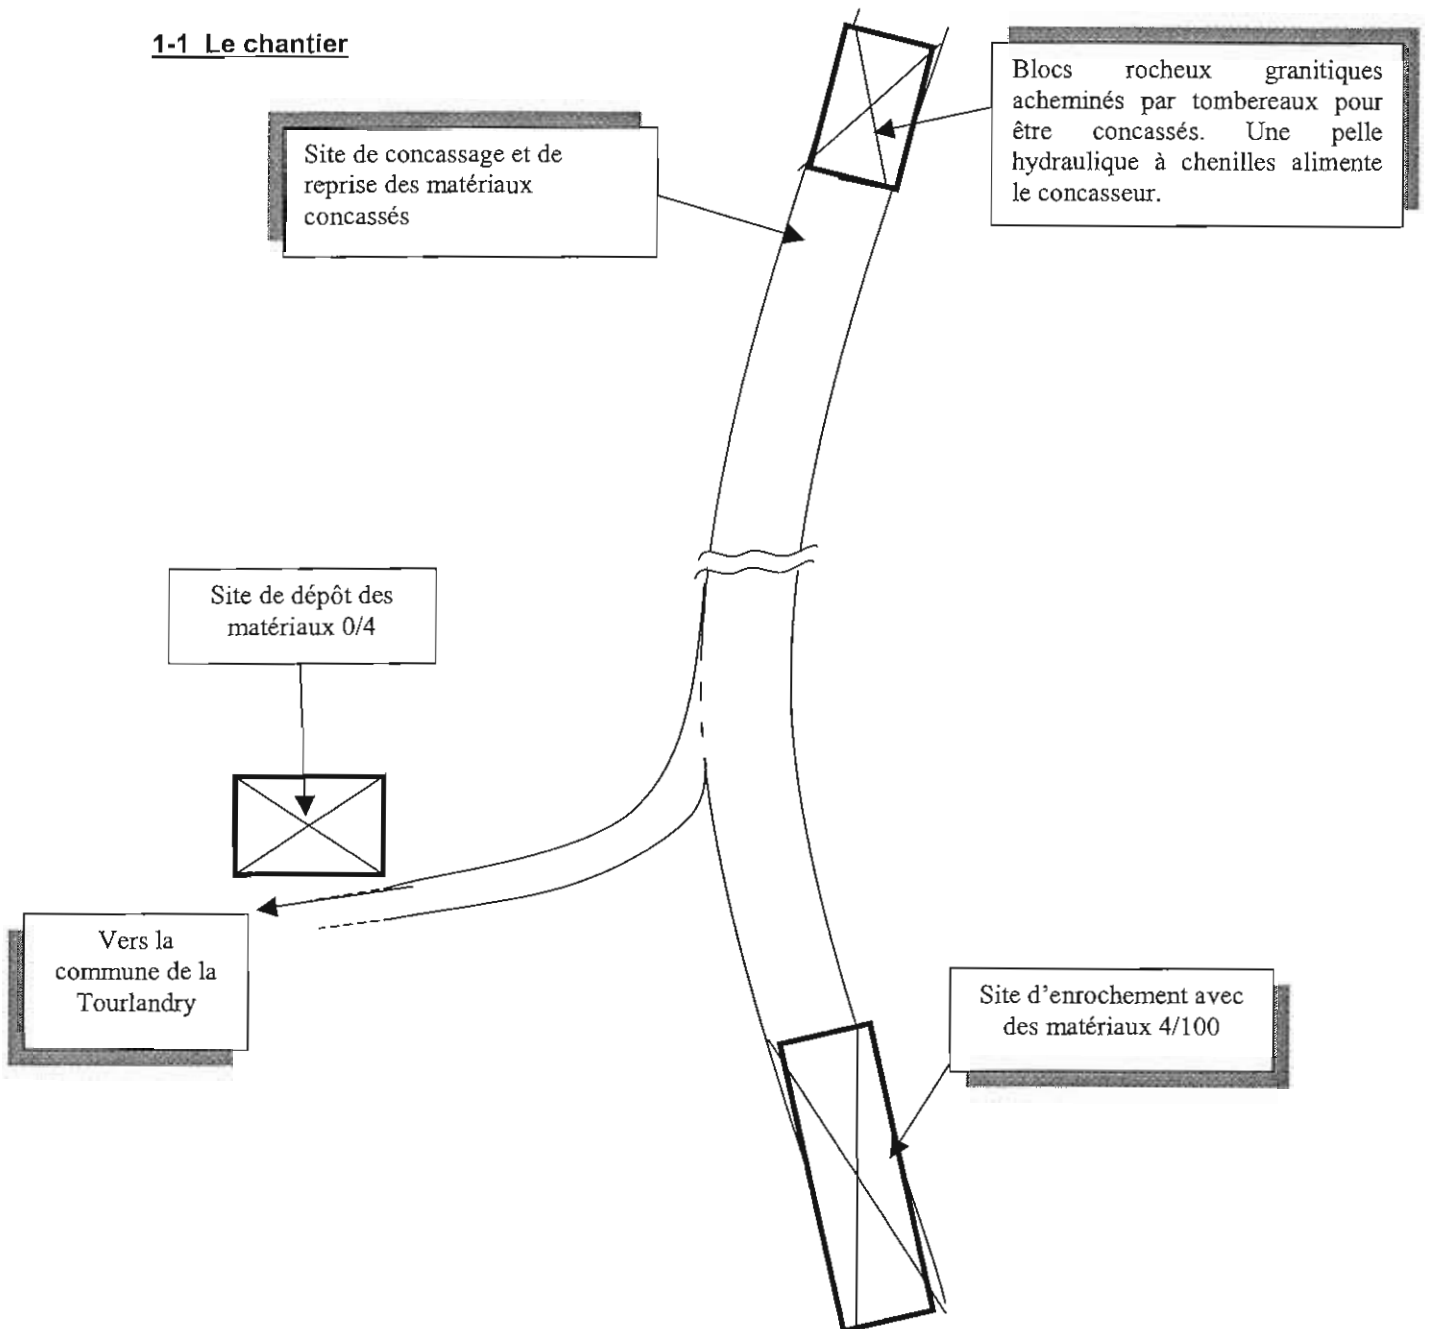 1-1 Le chantier
Site de concassage et de
reprise des matériaux
concassés
Blocs rocheux granitiques
acheminés par tombereaux pour
être concassés. Une pelle
hydraulique à chenilles alimente
le concasseur.
Site de dépôt des
matériaux 0/4
Vers la
commune de la
Tourlandry
Site d'enrochement avec
des matériaux 4/100